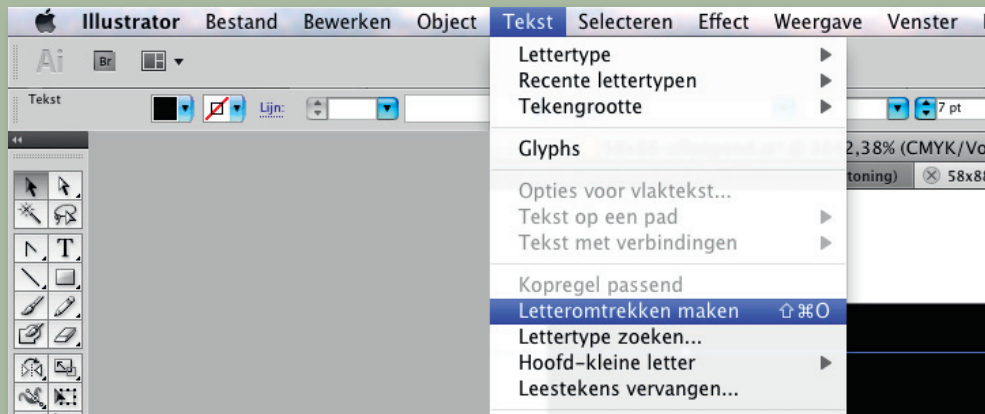 Illustrator Bestand Bewerken Object Tekst Selecteren Effect Weergave Venster
Ai Br
Tekst Lijn: 7 pt
Lettertype
Recente lettertypen
Tekengrootte
Glyphs
2,38% (CMYK/Vo
toning) 58x88
Opties voor vlaktekst...
Tekst op een pad
Tekst met verbindingen
Kopregel passend
Letteromtrekken maken ⇧⌘O
Lettertype zoeken...
Hoofd-kleine letter
Leestekens vervangen...